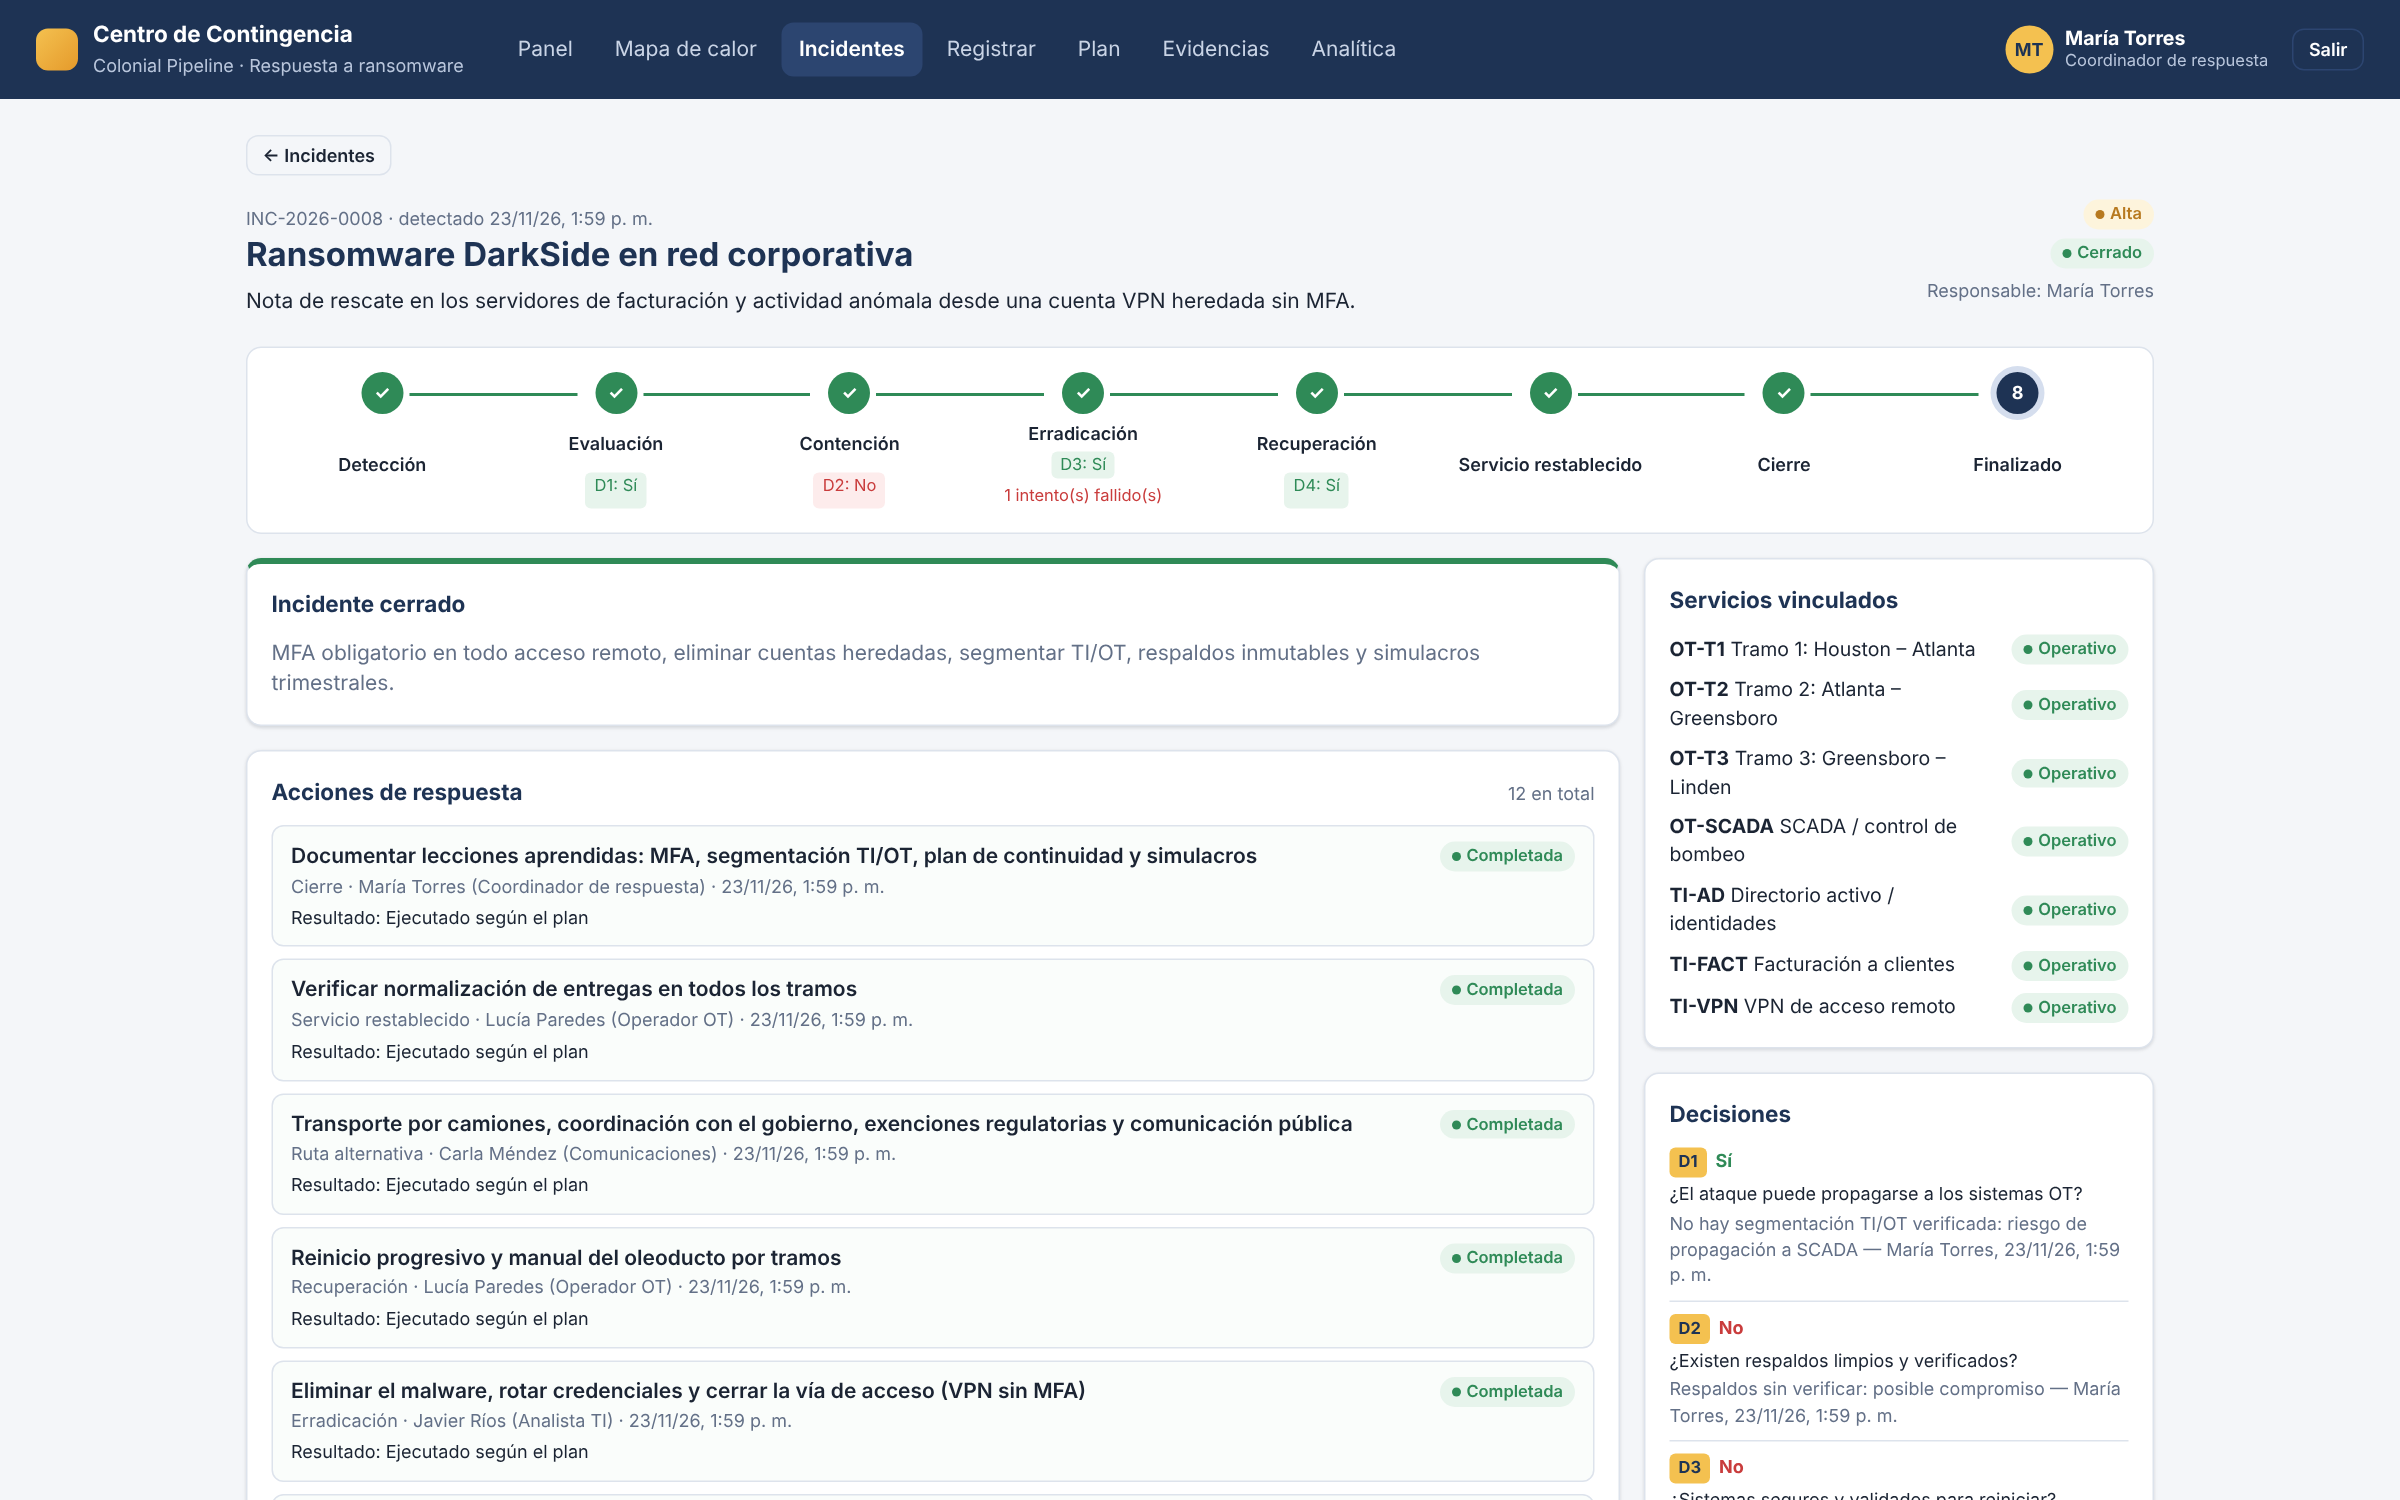 Centro de Contingencia
Colonial Pipeline · Respuesta a ransomware
Panel
Mapa de calor
Incidentes
Registrar
Plan
Evidencias
Analítica
MT
María Torres
Coordinador de respuesta
Salir
← Incidentes
INC-2026-0008 · detectado 23/11/26, 1:59 p. m.
Ransomware DarkSide en red corporativa
Nota de rescate en los servidores de facturación y actividad anómala desde una cuenta VPN heredada sin MFA.
Alta
Cerrado
Responsable: María Torres
Detección
Evaluación
D1: Sí
Contención
D2: No
Erradicación
D3: Sí
1 intento(s) fallido(s)
Recuperación
D4: Sí
Servicio restablecido
Cierre
8
Finalizado
Incidente cerrado
MFA obligatorio en todo acceso remoto, eliminar cuentas heredadas, segmentar TI/OT, respaldos inmutables y simulacros
trimestrales.
Acciones de respuesta
12 en total
Documentar lecciones aprendidas: MFA, segmentación TI/OT, plan de continuidad y simulacros
Completada
Cierre · María Torres (Coordinador de respuesta) · 23/11/26, 1:59 p. m.
Resultado: Ejecutado según el plan
Verificar normalización de entregas en todos los tramos
Completada
Servicio restablecido · Lucía Paredes (Operador OT) · 23/11/26, 1:59 p. m.
Resultado: Ejecutado según el plan
Transporte por camiones, coordinación con el gobierno, exenciones regulatorias y comunicación pública
Completada
Ruta alternativa · Carla Méndez (Comunicaciones) · 23/11/26, 1:59 p. m.
Resultado: Ejecutado según el plan
Reinicio progresivo y manual del oleoducto por tramos
Completada
Recuperación · Lucía Paredes (Operador OT) · 23/11/26, 1:59 p. m.
Resultado: Ejecutado según el plan
Eliminar el malware, rotar credenciales y cerrar la vía de acceso (VPN sin MFA)
Completada
Erradicación · Javier Ríos (Analista TI) · 23/11/26, 1:59 p. m.
Resultado: Ejecutado según el plan
Servicios vinculados
OT-T1 Tramo 1: Houston – Atlanta
Operativo
OT-T2 Tramo 2: Atlanta –
Greensboro
Operativo
OT-T3 Tramo 3: Greensboro –
Linden
Operativo
OT-SCADA SCADA / control de
bombeo
Operativo
TI-AD Directorio activo /
identidades
Operativo
TI-FACT Facturación a clientes
Operativo
TI-VPN VPN de acceso remoto
Operativo
Decisiones
D1 Sí
¿El ataque puede propagarse a los sistemas OT?
No hay segmentación TI/OT verificada: riesgo de
propagación a SCADA — María Torres, 23/11/26, 1:59
p. m.
D2 No
¿Existen respaldos limpios y verificados?
Respaldos sin verificar: posible compromiso — María
Torres, 23/11/26, 1:59 p. m.
D3 No
¿Sistemas seguros y validados para reiniciar?